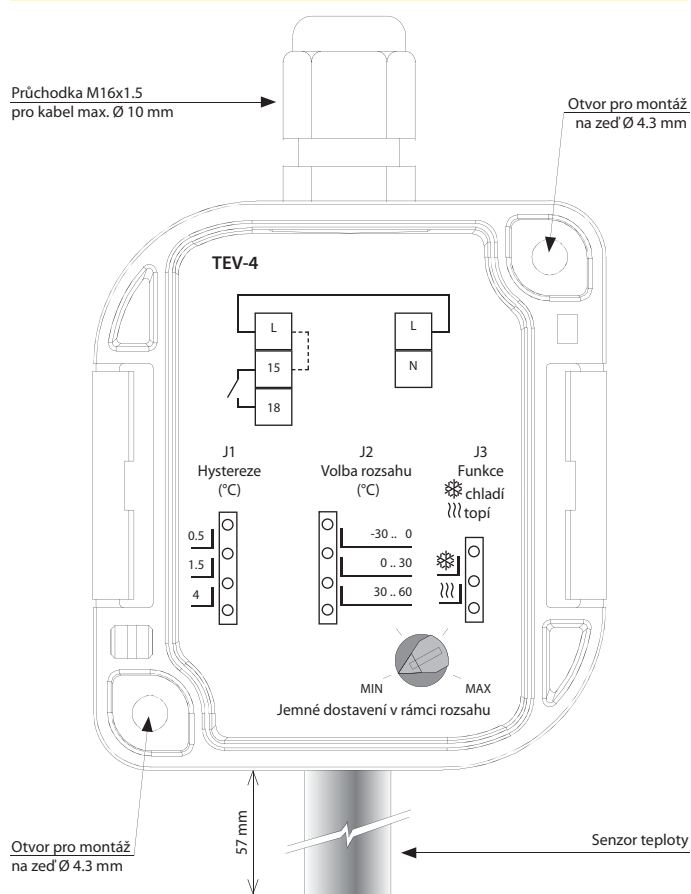 Průchodka M16x1.5
pro kabel max. Ø 10 mm
Otvor pro montáž
na zeď Ø 4.3 mm
TEV-4
L
15
18
L
N
J1
Hystereze
(°C)
0.5
1.5
4
J2
Volba rozsahu
(°C)
-30 .. 0
0 .. 30
30 .. 60
J3
Funkce
chladí
topí
MIN
MAX
Jemné dostavení v rámci rozsahu
57 mm
Otvor pro montáž
na zeď Ø 4.3 mm
Senzor teploty